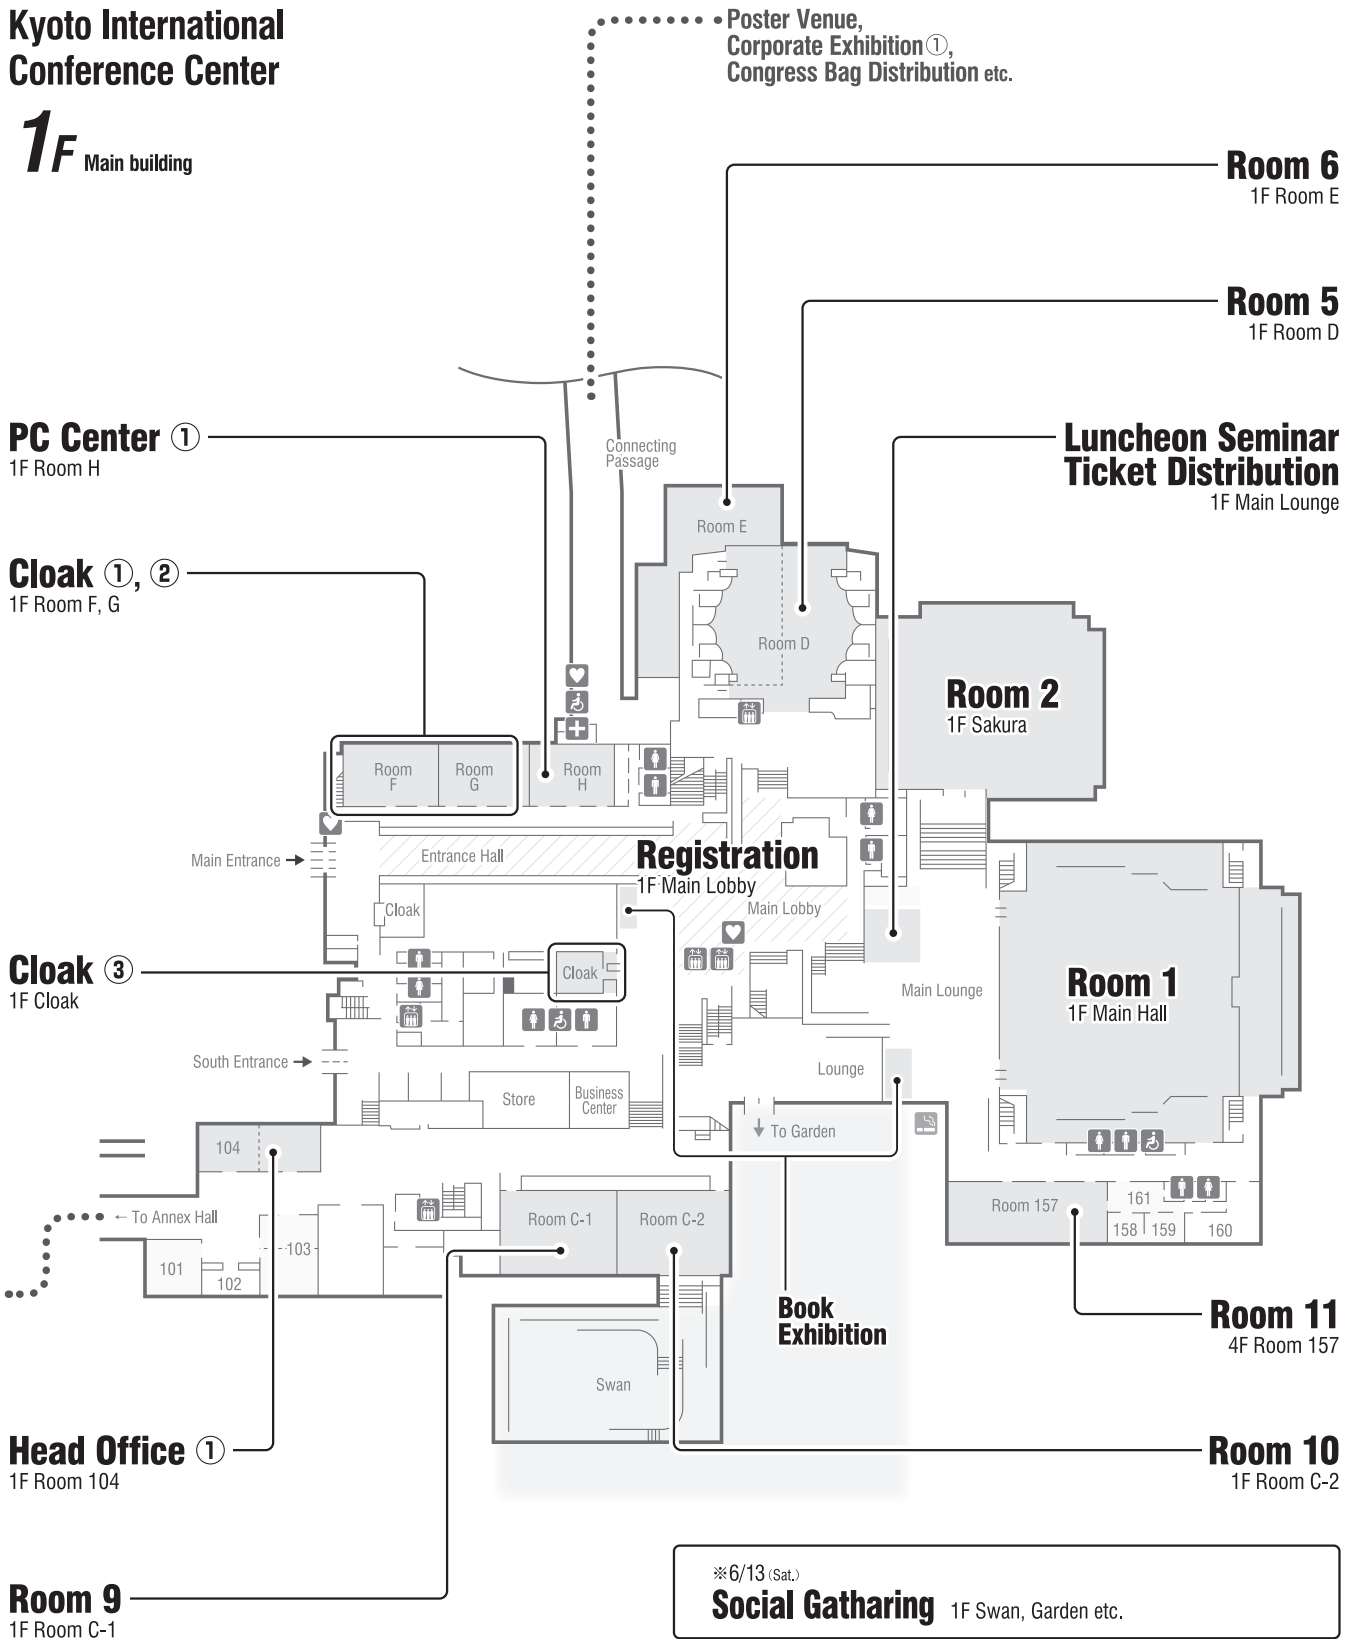 Kyoto International
Conference Center
1F Main building
Poster Venue,
Corporate Exhibition①,
Congress Bag Distribution etc.
Room 6
1F Room E
Room 5
1F Room D
PC Center ①
1F Room H
Luncheon Seminar
Ticket Distribution
1F Main Lounge
Connecting
Passage
Room E
Cloak ①, ②
1F Room F, G
Room D
Room 2
1F Sakura
Room
F
Room
G
Room
H
Main Entrance →
Entrance Hall
Registration
1F Main Lobby
Main Lobby
Cloak
Cloak ③
1F Cloak
Cloak
Main Lounge
Room 1
1F Main Hall
South Entrance →
Lounge
Store
Business
Center
To Garden
104
← To Annex Hall
103
101
102
Room C-1
Room C-2
Room 157
161
158
159
160
Book
Exhibition
Room 11
4F Room 157
Swan
Head Office ①
1F Room 104
Room 10
1F Room C-2
Room 9
1F Room C-1
※6/13 (Sat.)
Social Gatharing 1F Swan, Garden etc.